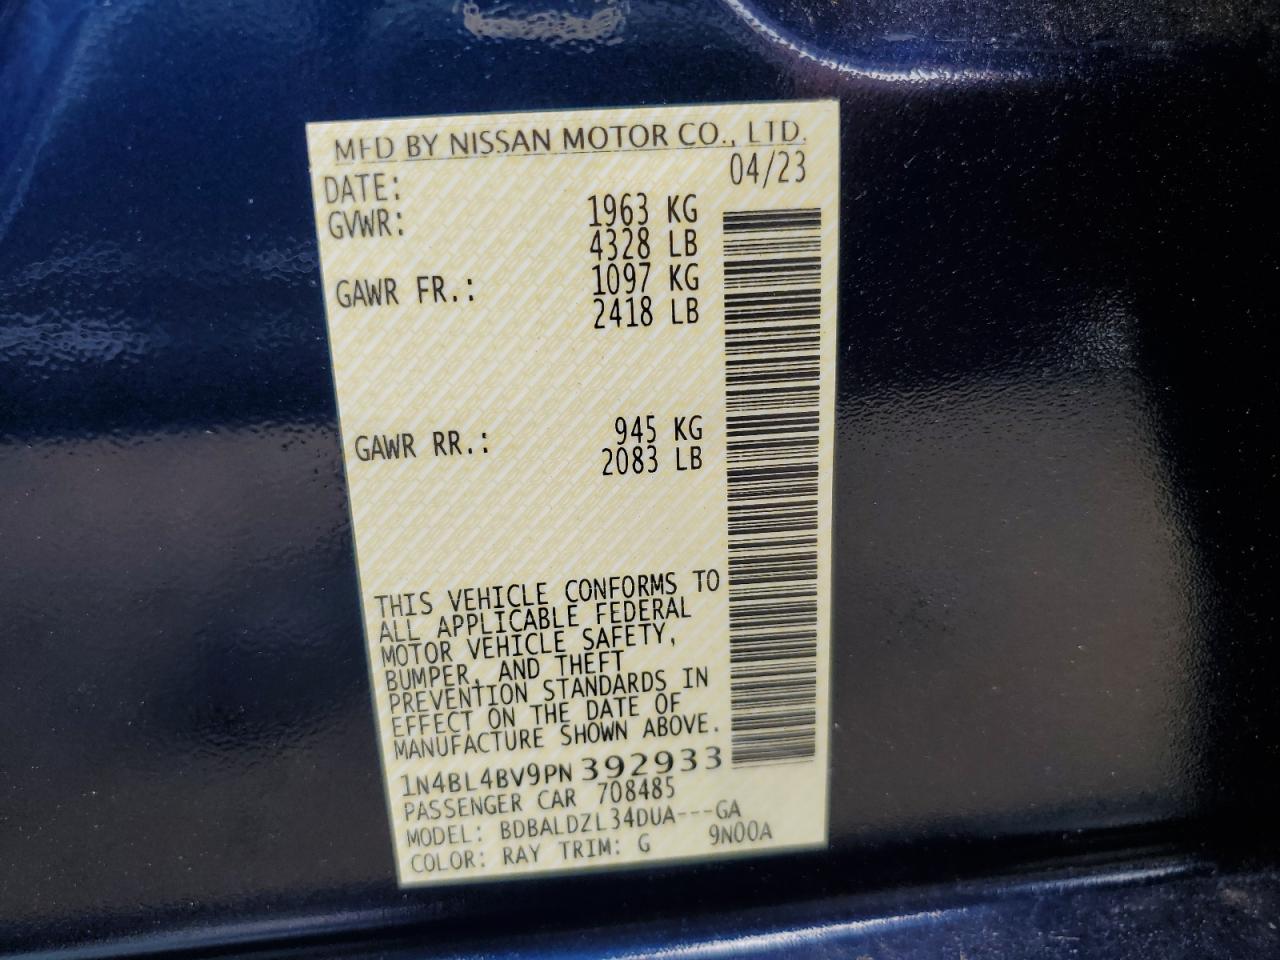 MFD BY NISSAN MOTOR CO., LTD.
DATE: 04/23
GVWR: 1963 KG
4328 LB
GAWR FR.: 1097 KG
2418 LB
GAWR RR.: 945 KG
2083 LB
THIS VEHICLE CONFORMS TO
ALL APPLICABLE FEDERAL
MOTOR VEHICLE SAFETY,
BUMPER, AND THEFT
PREVENTION STANDARDS IN
EFFECT ON THE DATE OF
MANUFACTURE SHOWN ABOVE.
1N4BL4BV9PN392933
PASSENGER CAR 708485
MODEL: BDBALDZL34DUA---GA
COLOR: RAY TRIM: G 9N00A